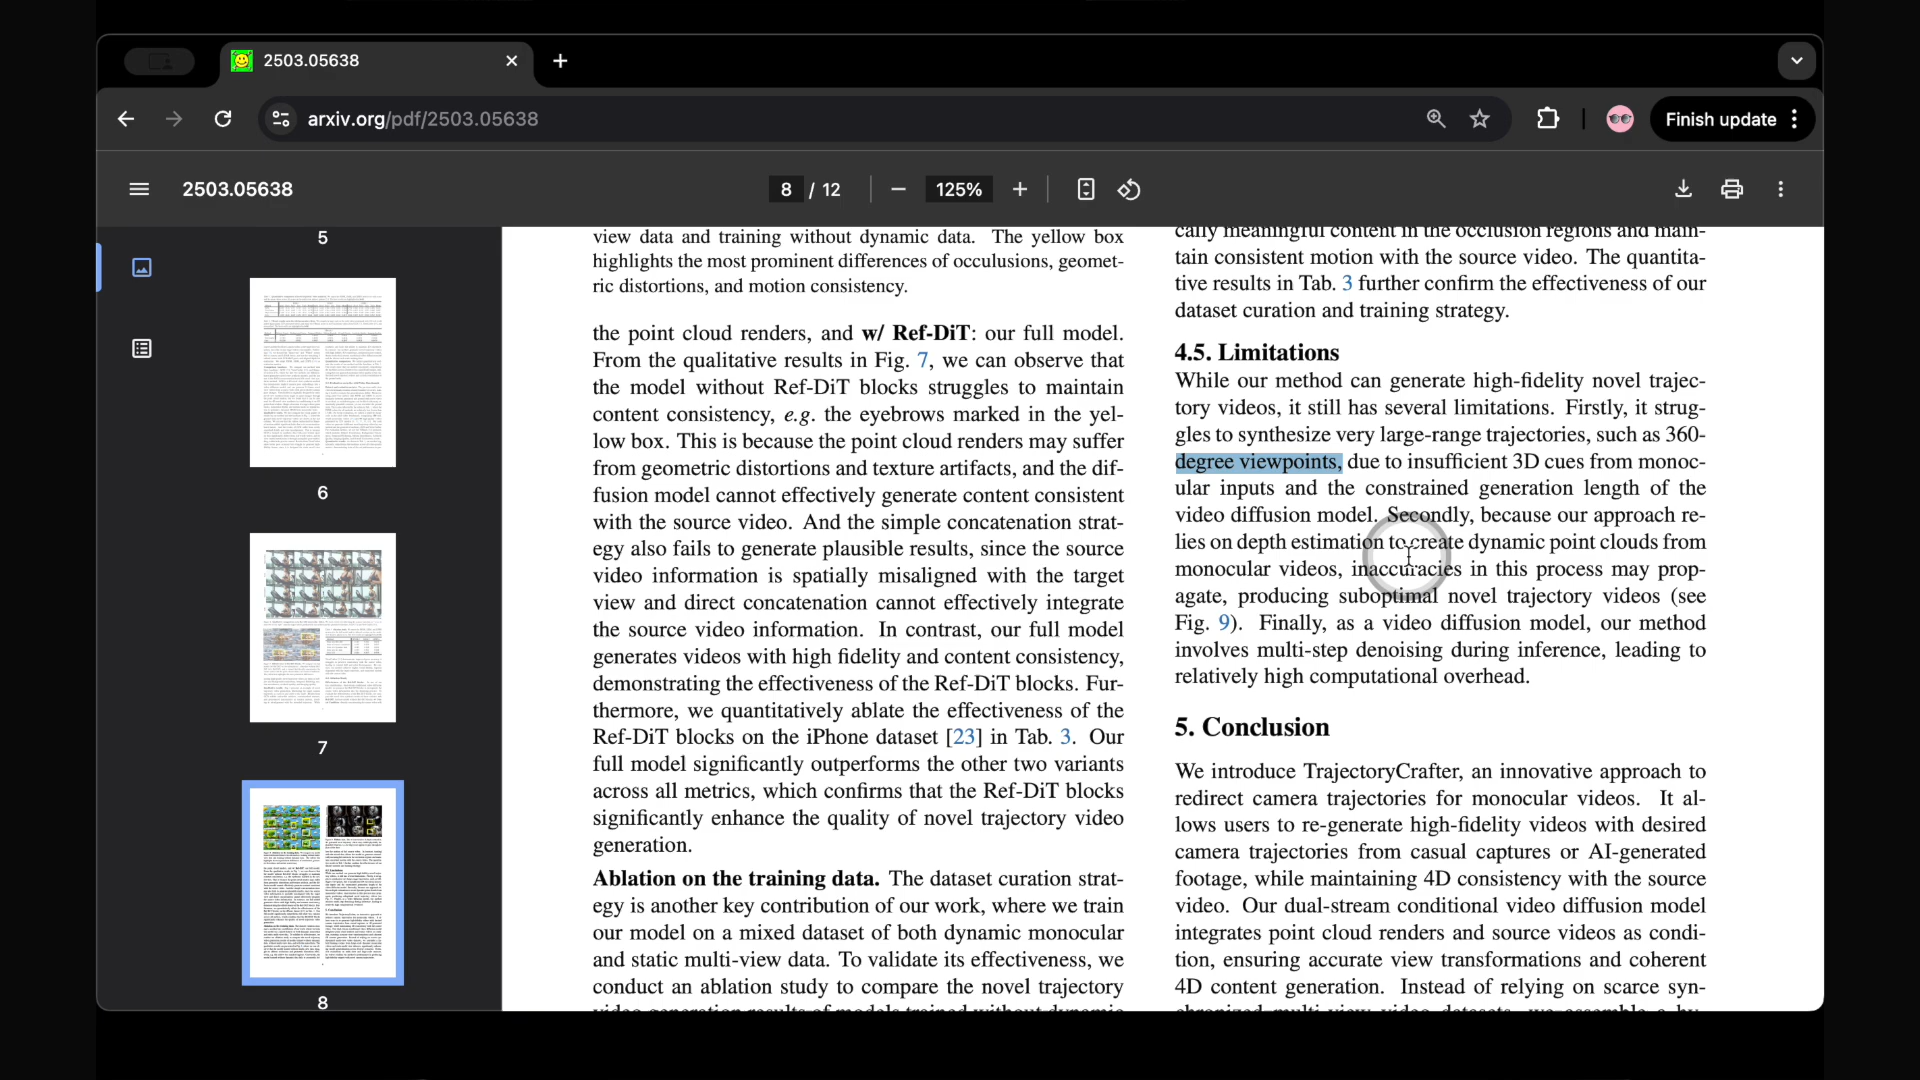 2503.05638
arxiv.org/pdf/2503.05638
Finish update
2503.05638
8 / 12
125%
5
6
7
8
view data and training without dynamic data. The yellow box
highlights the most prominent differences of occulusions, geomet-
ric distortions, and motion consistency.
the point cloud renders, and w/ Ref-DiT: our full model.
From the qualitative results in Fig. 7, we can observe that
the model without Ref-DiT blocks struggles to maintain
content consistency, e.g. the eyebrows marked in the yel-
low box. This is because the point cloud renders may suffer
from geometric distortions and texture artifacts, and the dif-
fusion model cannot effectively generate content consistent
with the source video. And the simple concatenation strat-
egy also fails to generate plausible results, since the source
video information is spatially misaligned with the target
view and direct concatenation cannot effectively integrate
the source video information. In contrast, our full model
generates videos with high fidelity and content consistency,
demonstrating the effectiveness of the Ref-DiT blocks. Fur-
thermore, we quantitatively ablate the effectiveness of the
Ref-DiT blocks on the iPhone dataset [23] in Tab. 3. Our
full model significantly outperforms the other two variants
across all metrics, which confirms that the Ref-DiT blocks
significantly enhance the quality of novel trajectory video
generation.
Ablation on the training data. The dataset curation strat-
egy is another key contribution of our work, where we train
our model on a mixed dataset of both dynamic monocular
and static multi-view data. To validate its effectiveness, we
conduct an ablation study to compare the novel trajectory
video generation results of models trained without dynamic
cally meaningful content in the occlusion regions and main-
tain consistent motion with the source video. The quantita-
tive results in Tab. 3 further confirm the effectiveness of our
dataset curation and training strategy.
4.5. Limitations
While our method can generate high-fidelity novel trajec-
tory videos, it still has several limitations. Firstly, it strug-
gles to synthesize very large-range trajectories, such as 360-
degree viewpoints, due to insufficient 3D cues from monoc-
ular inputs and the constrained generation length of the
video diffusion model. Secondly, because our approach re-
lies on depth estimation to create dynamic point clouds from
monocular videos, inaccuracies in this process may prop-
agate, producing suboptimal novel trajectory videos (see
Fig. 9). Finally, as a video diffusion model, our method
involves multi-step denoising during inference, leading to
relatively high computational overhead.
5. Conclusion
We introduce TrajectoryCrafter, an innovative approach to
redirect camera trajectories for monocular videos. It al-
lows users to re-generate high-fidelity videos with desired
camera trajectories from casual captures or AI-generated
footage, while maintaining 4D consistency with the source
video. Our dual-stream conditional video diffusion model
integrates point cloud renders and source videos as condi-
tion, ensuring accurate view transformations and coherent
4D content generation. Instead of relying on scarce syn-
chronized multi-view video datasets, we assemble a hy-